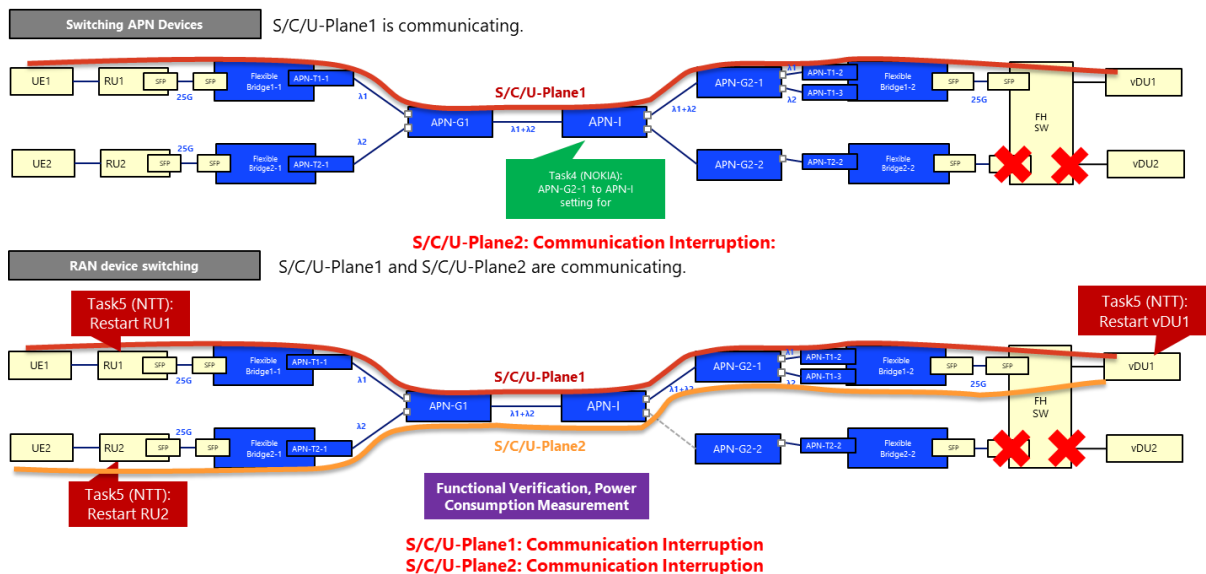 Switching APN Devices
S/C/U-Plane1 is communicating.
UE1
RU1
SFP
SFP
25G
Flexible
Bridge1-1
APN-T1-1
λ1
S/C/U-Plane1
APN-G1
λ1+λ2
APN-I
APN-G2-1
λ1
λ2
APN-T1-2
APN-T1-3
Flexible
Bridge1-2
SFP
SFP
25G
FH
SW
vDU1
UE2
RU2
SFP
SFP
25G
Flexible
Bridge2-1
APN-T2-1
λ2
APN-G2-2
APN-T2-2
Flexible
Bridge2-2
SFP
vDU2
Task4 (NOKIA):
APN-G2-1 to APN-I
setting for
S/C/U-Plane2: Communication Interruption:
RAN device switching
S/C/U-Plane1 and S/C/U-Plane2 are communicating.
Task5 (NTT):
Restart RU1
Task5 (NTT):
Restart vDU1
UE1
RU1
SFP
SFP
25G
Flexible
Bridge1-1
APN-T1-1
λ1
S/C/U-Plane1
APN-G1
λ1+λ2
APN-I
λ1+λ2
APN-G2-1
λ1
λ2
APN-T1-2
APN-T1-3
Flexible
Bridge1-2
SFP
SFP
25G
FH
SW
vDU1
UE2
RU2
SFP
SFP
25G
Flexible
Bridge2-1
APN-T2-1
λ2
S/C/U-Plane2
APN-G2-2
APN-T2-2
Flexible
Bridge2-2
SFP
vDU2
Task5 (NTT):
Restart RU2
Functional Verification, Power
Consumption Measurement
S/C/U-Plane1: Communication Interruption
S/C/U-Plane2: Communication Interruption